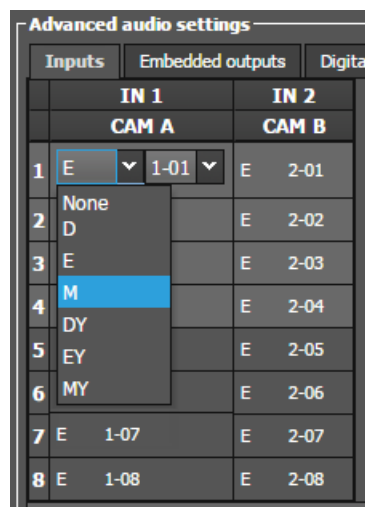 Advanced audio settings
Inputs Embedded outputs Digita
IN 1 IN 2
CAM A CAM B
1 E 1-01 E 2-01
None
2 D E 2-02
3 E E 2-03
4 M E 2-04
DY
5 EY E 2-05
6 MY E 2-06
7 E 1-07 E 2-07
8 E 1-08 E 2-08